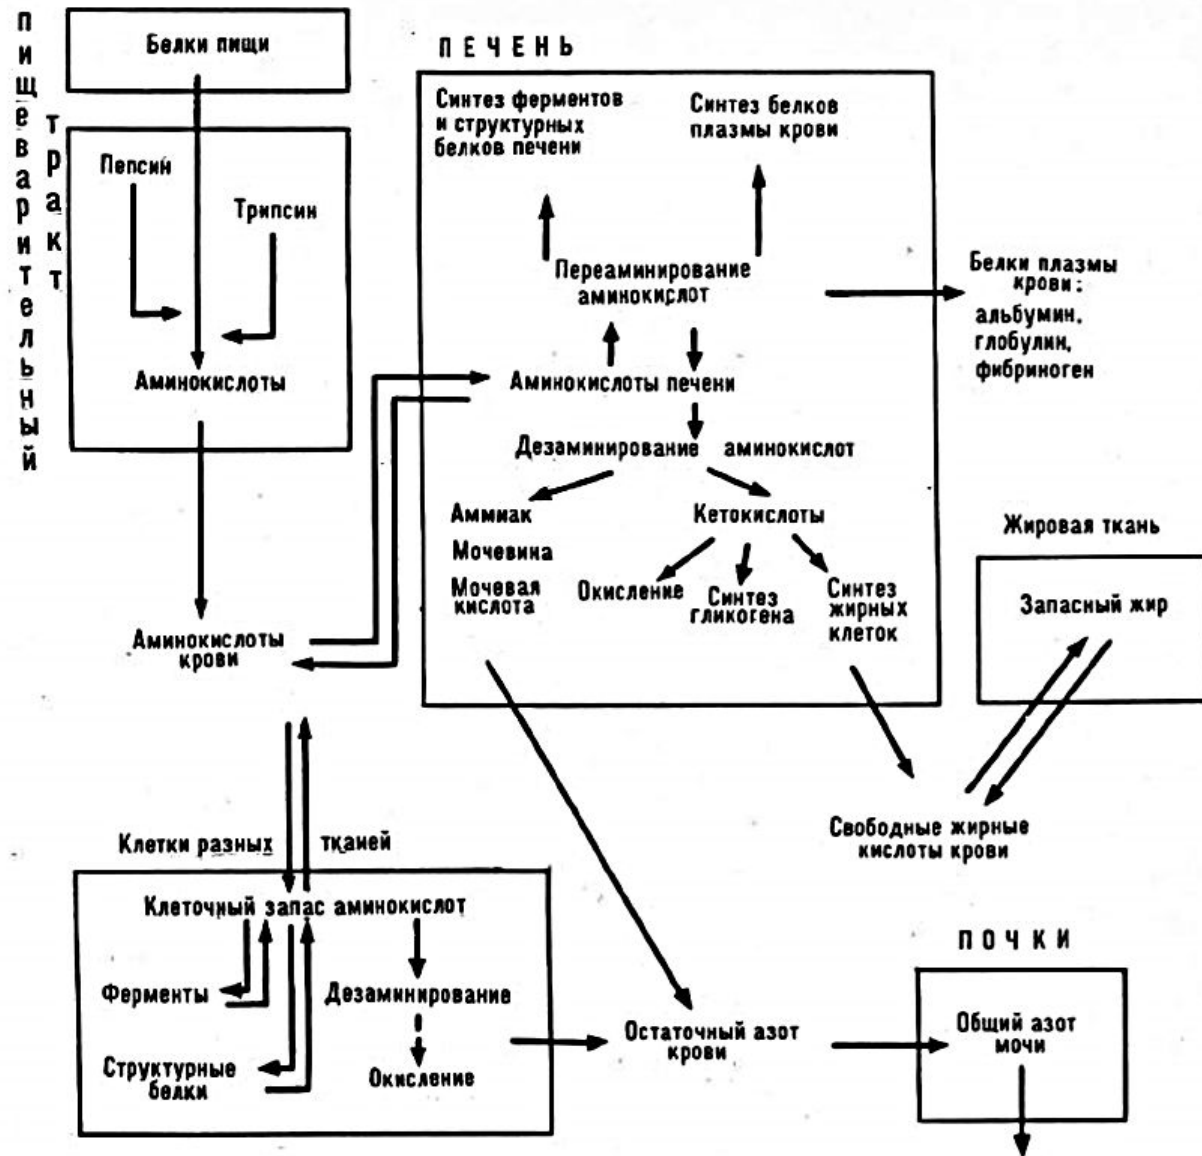 ПИЩЕВАРИТЕЛЬНЫЙ
ТРАКТ
Белки пищи
Пепсин
Трипсин
Аминокислоты
Аминокислоты
крови
ПЕЧЕНЬ
Синтез ферментов
и структурных
белков печени
Синтез белков
плазмы крови
Переаминирование
аминокислот
Аминокислоты печени
Дезаминирование аминокислот
Аммиак
Мочевина
Мочевая
кислота
Кетокислоты
Окисление
Синтез
гликогена
Синтез
жирных
клеток
Белки плазмы
крови:
альбумин,
глобулин,
фибриноген
Жировая ткань
Запасный жир
Свободные жирные
кислоты крови
Клетки разных тканей
Клеточный запас аминокислот
Ферменты
Структурные
белки
Дезаминирование
Окисление
Остаточный азот
крови
ПОЧКИ
Общий азот
мочи